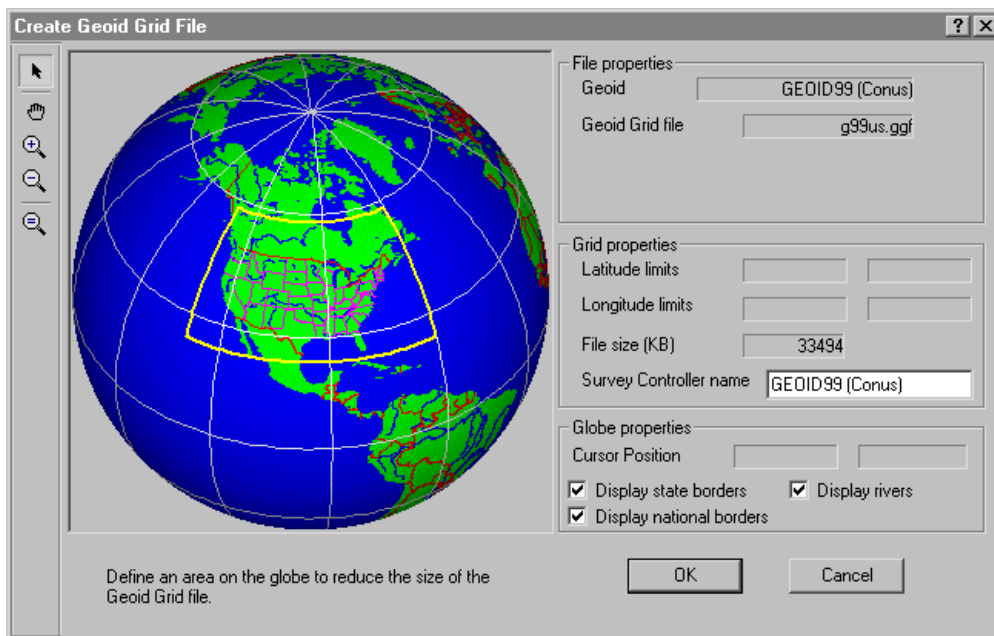 Create Geoid Grid File
File properties
Geoid GEOID99 (Conus)
Geoid Grid file g99us.ggf
Grid properties
Latitude limits
Longitude limits
File size (KB) 33494
Survey Controller name GEOID99 (Conus)
Globe properties
Cursor Position
Display state borders Display rivers
Display national borders
Define an area on the globe to reduce the size of the
Geoid Grid file.
OK Cancel